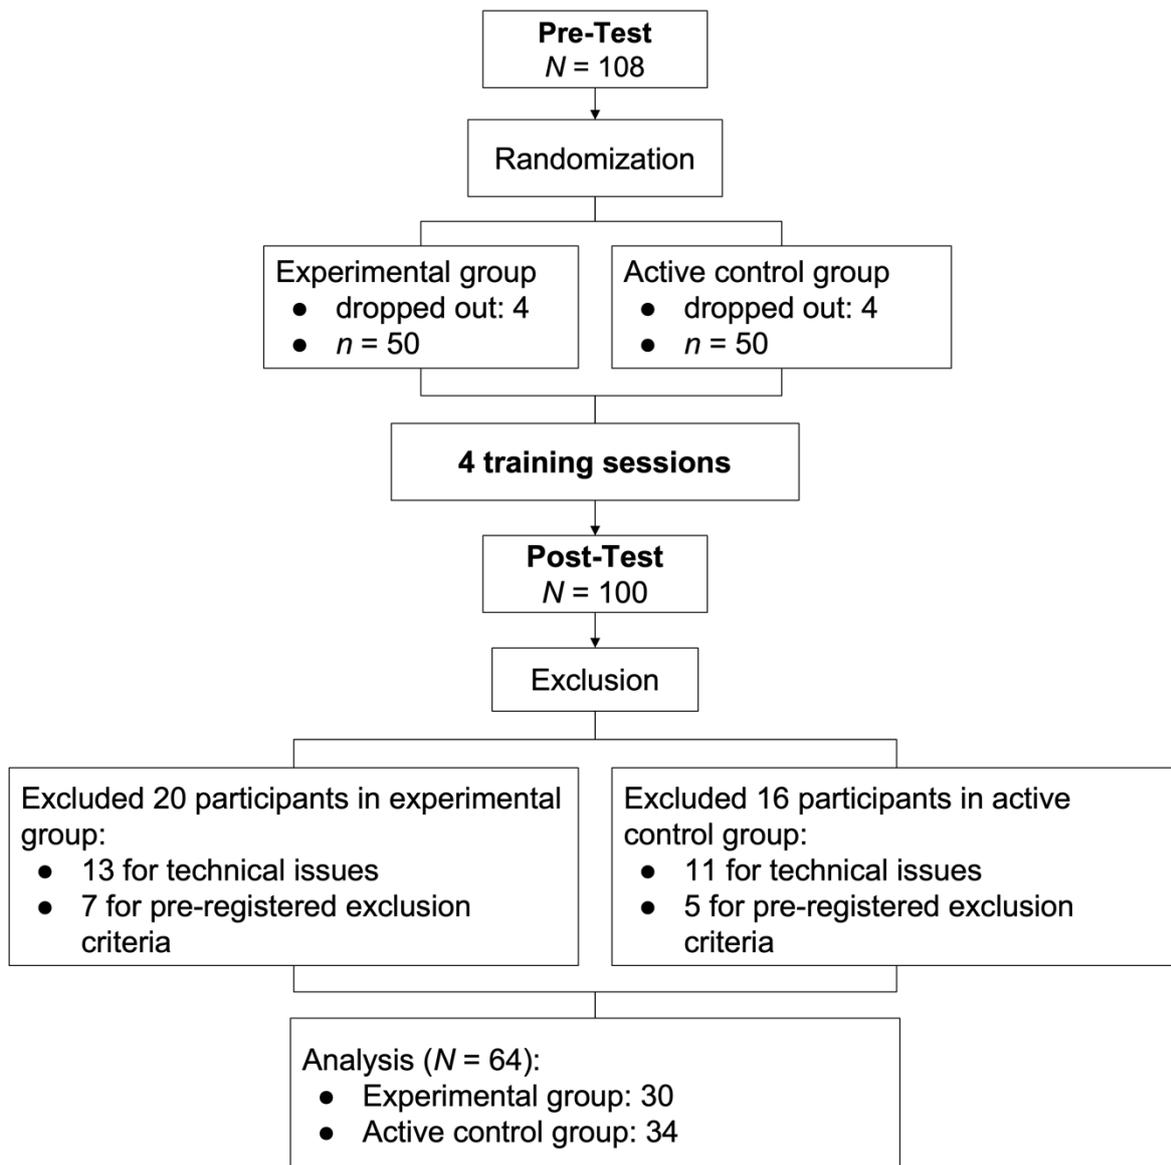 Pre-Test
N = 108
Randomization
Experimental group
● dropped out: 4
● n = 50
Active control group
● dropped out: 4
● n = 50
4 training sessions
Post-Test
N = 100
Exclusion
Excluded 20 participants in experimental
group:
● 13 for technical issues
● 7 for pre-registered exclusion
criteria
Excluded 16 participants in active
control group:
● 11 for technical issues
● 5 for pre-registered exclusion
criteria
Analysis (N = 64):
● Experimental group: 30
● Active control group: 34